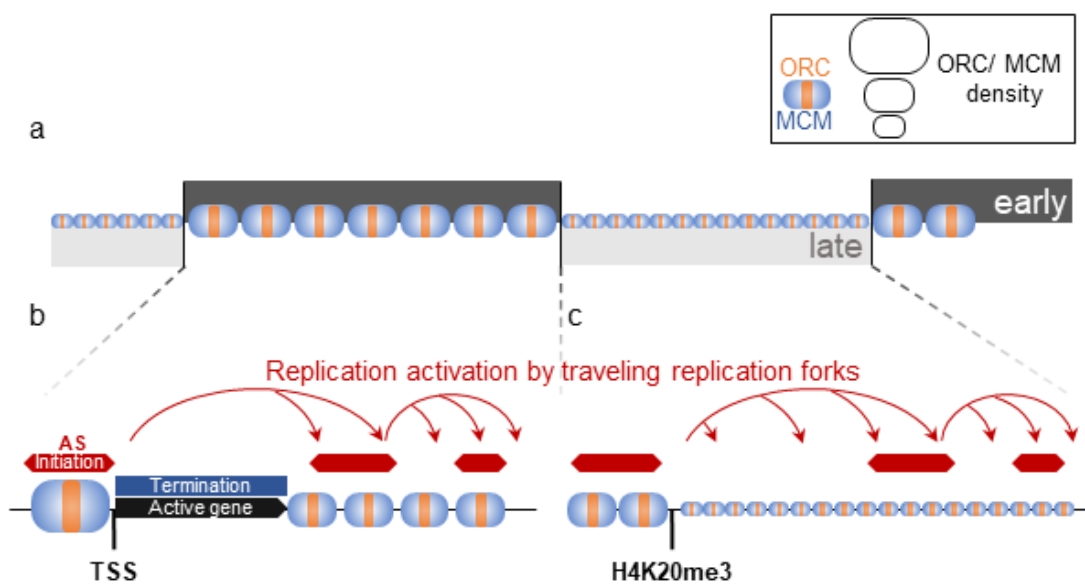 ORC
MCM
ORC/ MCM
density
a
early
late
b
c
Replication activation by traveling replication forks
AS
Initiation
Termination
Active gene
TSS
H4K20me3